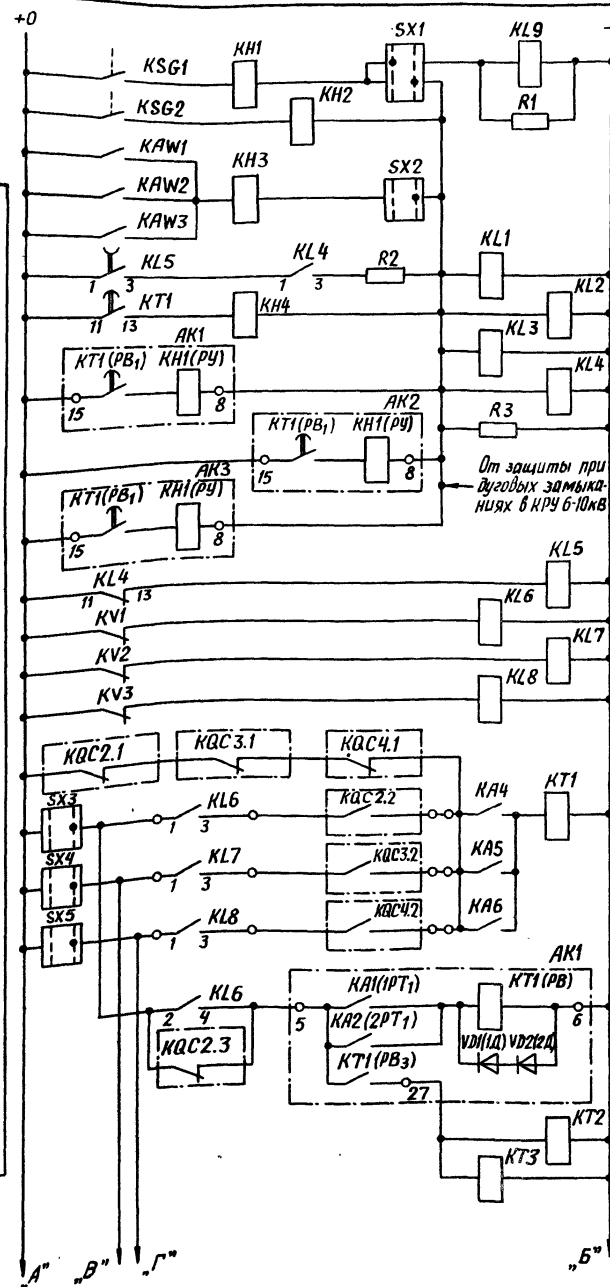 +0
–
SX1
KL9
KSG1
KH1
R1
KSG2
KH2
KAW1
KAW2
KH3
SX2
KAW3
KL5
1 3
KL4
1 3
R2
KL1
KT1
11 13
KH4
KL2
KL3
AK1
KT1(PB₁) KH1(РУ)
15 8
KL4
AK2
KT1(PB₁) KH1(РУ)
15 8
R3
AK3
KT1(PB₁) KH1(РУ)
15 8
От защиты при
дуговых замыка-
ниях в КРУ 6-10кВ
KL4
11 13
KL5
KV1
KL6
KV2
KL7
KV3
KL8
KQC2.1
KQC3.1
KQC4.1
SX3
KL6
1 3
KQC2.2
KA4
KT1
SX4
KL7
1 3
KQC3.2
KA5
SX5
KL8
1 3
KQC4.2
KA6
AK1
KL6
2 4
KQC2.3
5
KA1(1PT₁)
KA2(2PT₁)
KT1(PB₃)
27
KT1(PB)
6
VD1(1Д) VD2(2Д)
KT2
KT3
„А"
„В"
„Г"
„Б"